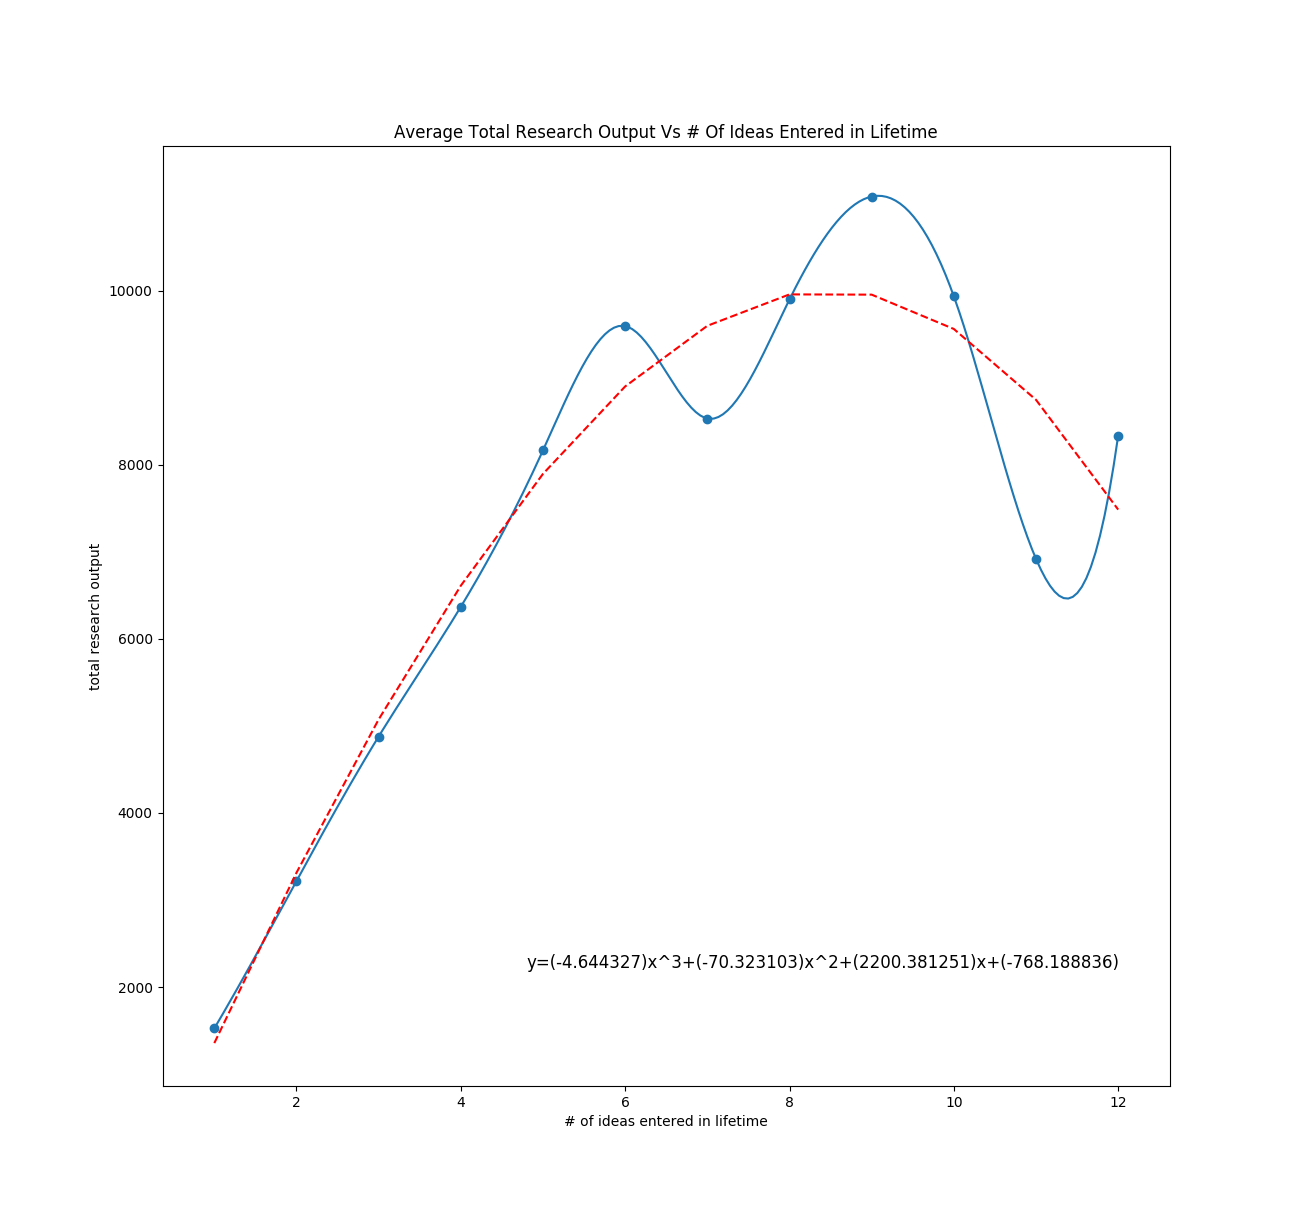 Average Total Research Output Vs # Of Ideas Entered in Lifetime
10000
8000
6000
4000
2000
total research output
y=(-4.644327)x^3+(-70.323103)x^2+(2200.381251)x+(-768.188836)
2 4 6 8 10 12
# of ideas entered in lifetime